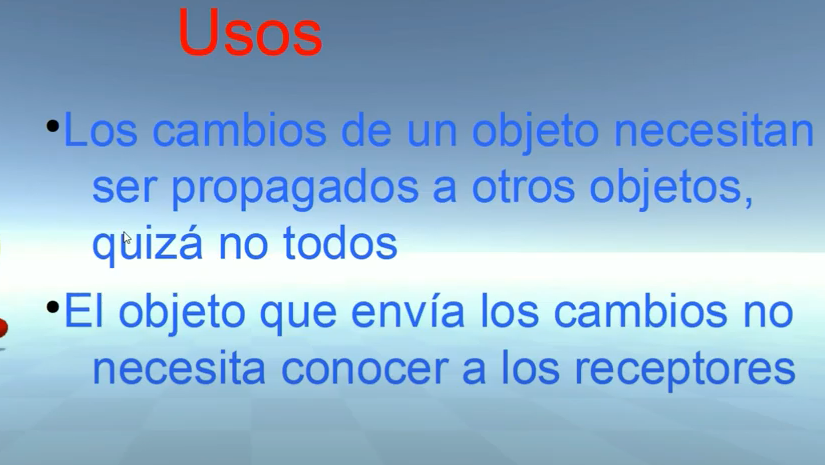 Usos
•Los cambios de un objeto necesitan
ser propagados a otros objetos,
quizá no todos
•El objeto que envía los cambios no
necesita conocer a los receptores